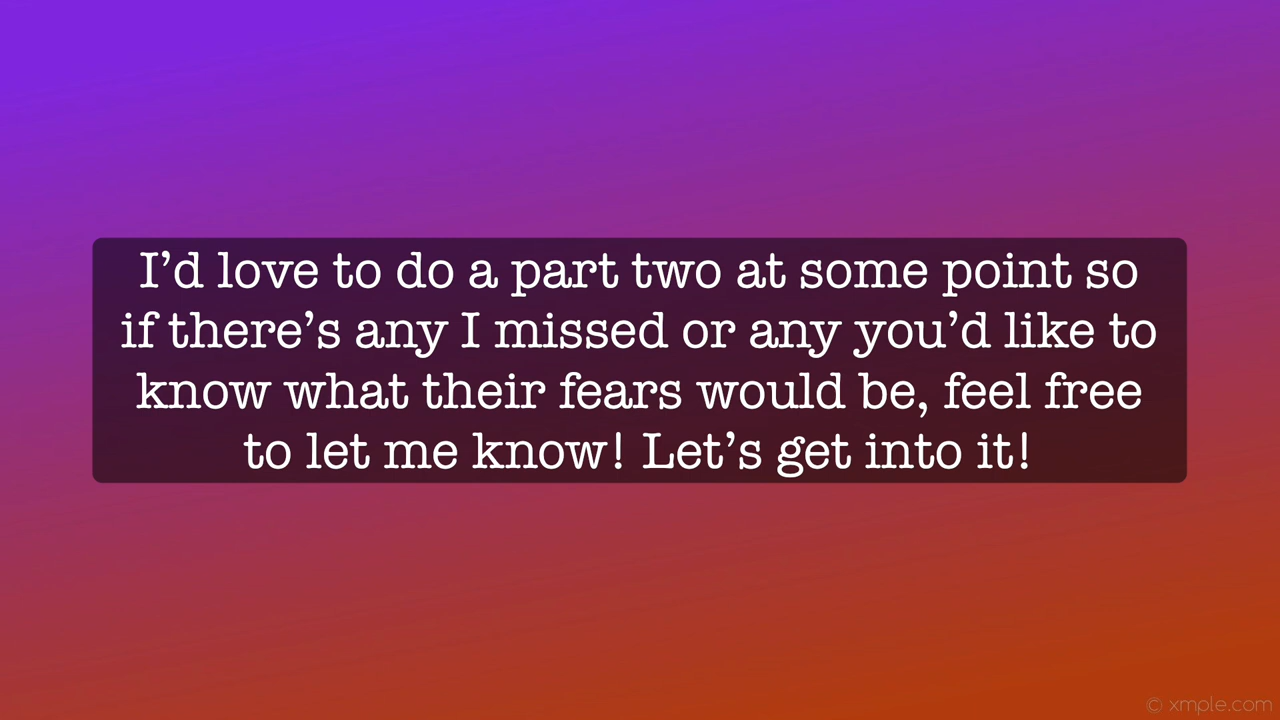 I’d love to do a part two at some point so
if there’s any I missed or any you’d like to
know what their fears would be, feel free
to let me know! Let’s get into it!
© xmple.com